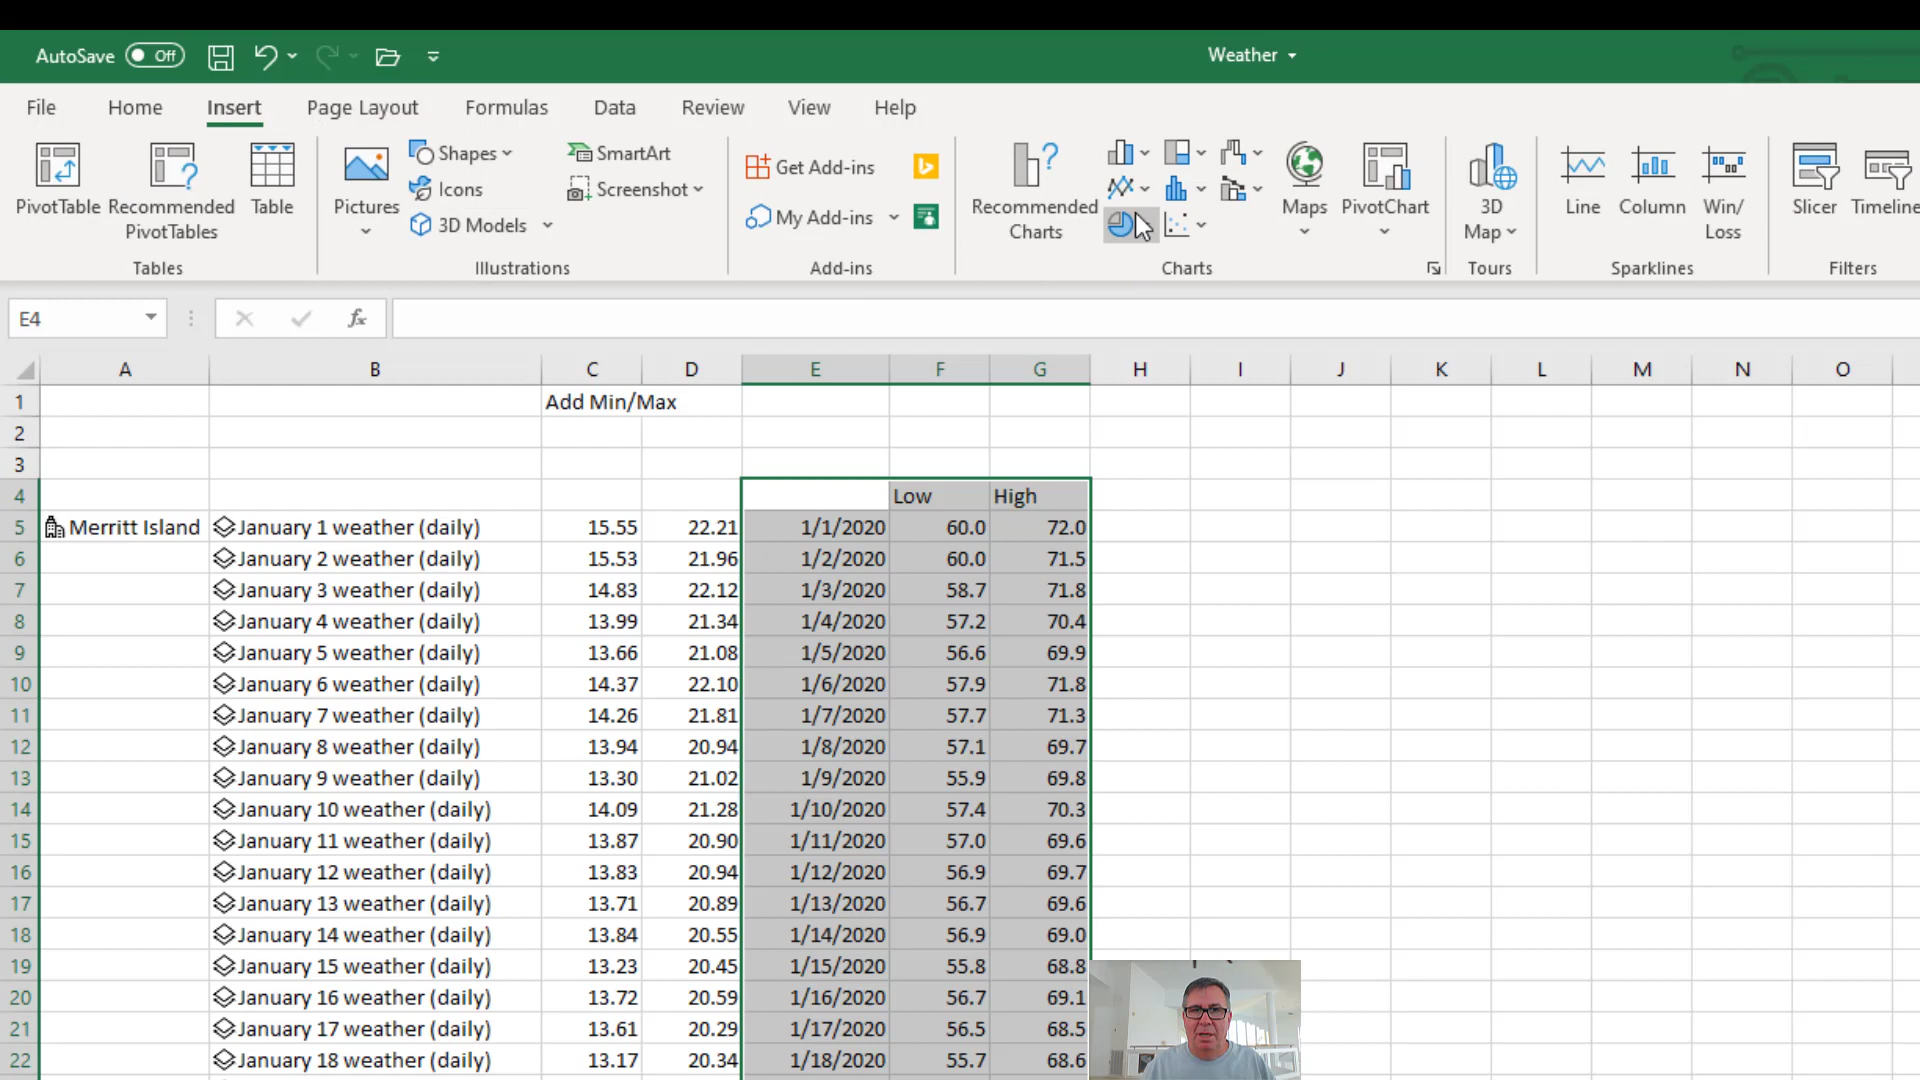 AutoSave Off Weather
File Home Insert Page Layout Formulas Data Review View Help
PivotTable Recommended PivotTables Table
Tables
Pictures Shapes Icons 3D Models SmartArt Screenshot
Illustrations
Get Add-ins
My Add-ins
Add-ins
Recommended Charts Maps PivotChart
Charts
3D Map
Tours
Line Column Win/Loss
Sparklines
Slicer Timeline
Filters
E4 fx
A B C D E F G H I J K L M N O
1 Add Min/Max
2
3
4 Low High
5 Merritt Island January 1 weather (daily) 15.55 22.21 1/1/2020 60.0 72.0
6 January 2 weather (daily) 15.53 21.96 1/2/2020 60.0 71.5
7 January 3 weather (daily) 14.83 22.12 1/3/2020 58.7 71.8
8 January 4 weather (daily) 13.99 21.34 1/4/2020 57.2 70.4
9 January 5 weather (daily) 13.66 21.08 1/5/2020 56.6 69.9
10 January 6 weather (daily) 14.37 22.10 1/6/2020 57.9 71.8
11 January 7 weather (daily) 14.26 21.81 1/7/2020 57.7 71.3
12 January 8 weather (daily) 13.94 20.94 1/8/2020 57.1 69.7
13 January 9 weather (daily) 13.30 21.02 1/9/2020 55.9 69.8
14 January 10 weather (daily) 14.09 21.28 1/10/2020 57.4 70.3
15 January 11 weather (daily) 13.87 20.90 1/11/2020 57.0 69.6
16 January 12 weather (daily) 13.83 20.94 1/12/2020 56.9 69.7
17 January 13 weather (daily) 13.71 20.89 1/13/2020 56.7 69.6
18 January 14 weather (daily) 13.84 20.55 1/14/2020 56.9 69.0
19 January 15 weather (daily) 13.23 20.45 1/15/2020 55.8 68.8
20 January 16 weather (daily) 13.72 20.59 1/16/2020 56.7 69.1
21 January 17 weather (daily) 13.61 20.29 1/17/2020 56.5 68.5
22 January 18 weather (daily) 13.17 20.34 1/18/2020 55.7 68.6